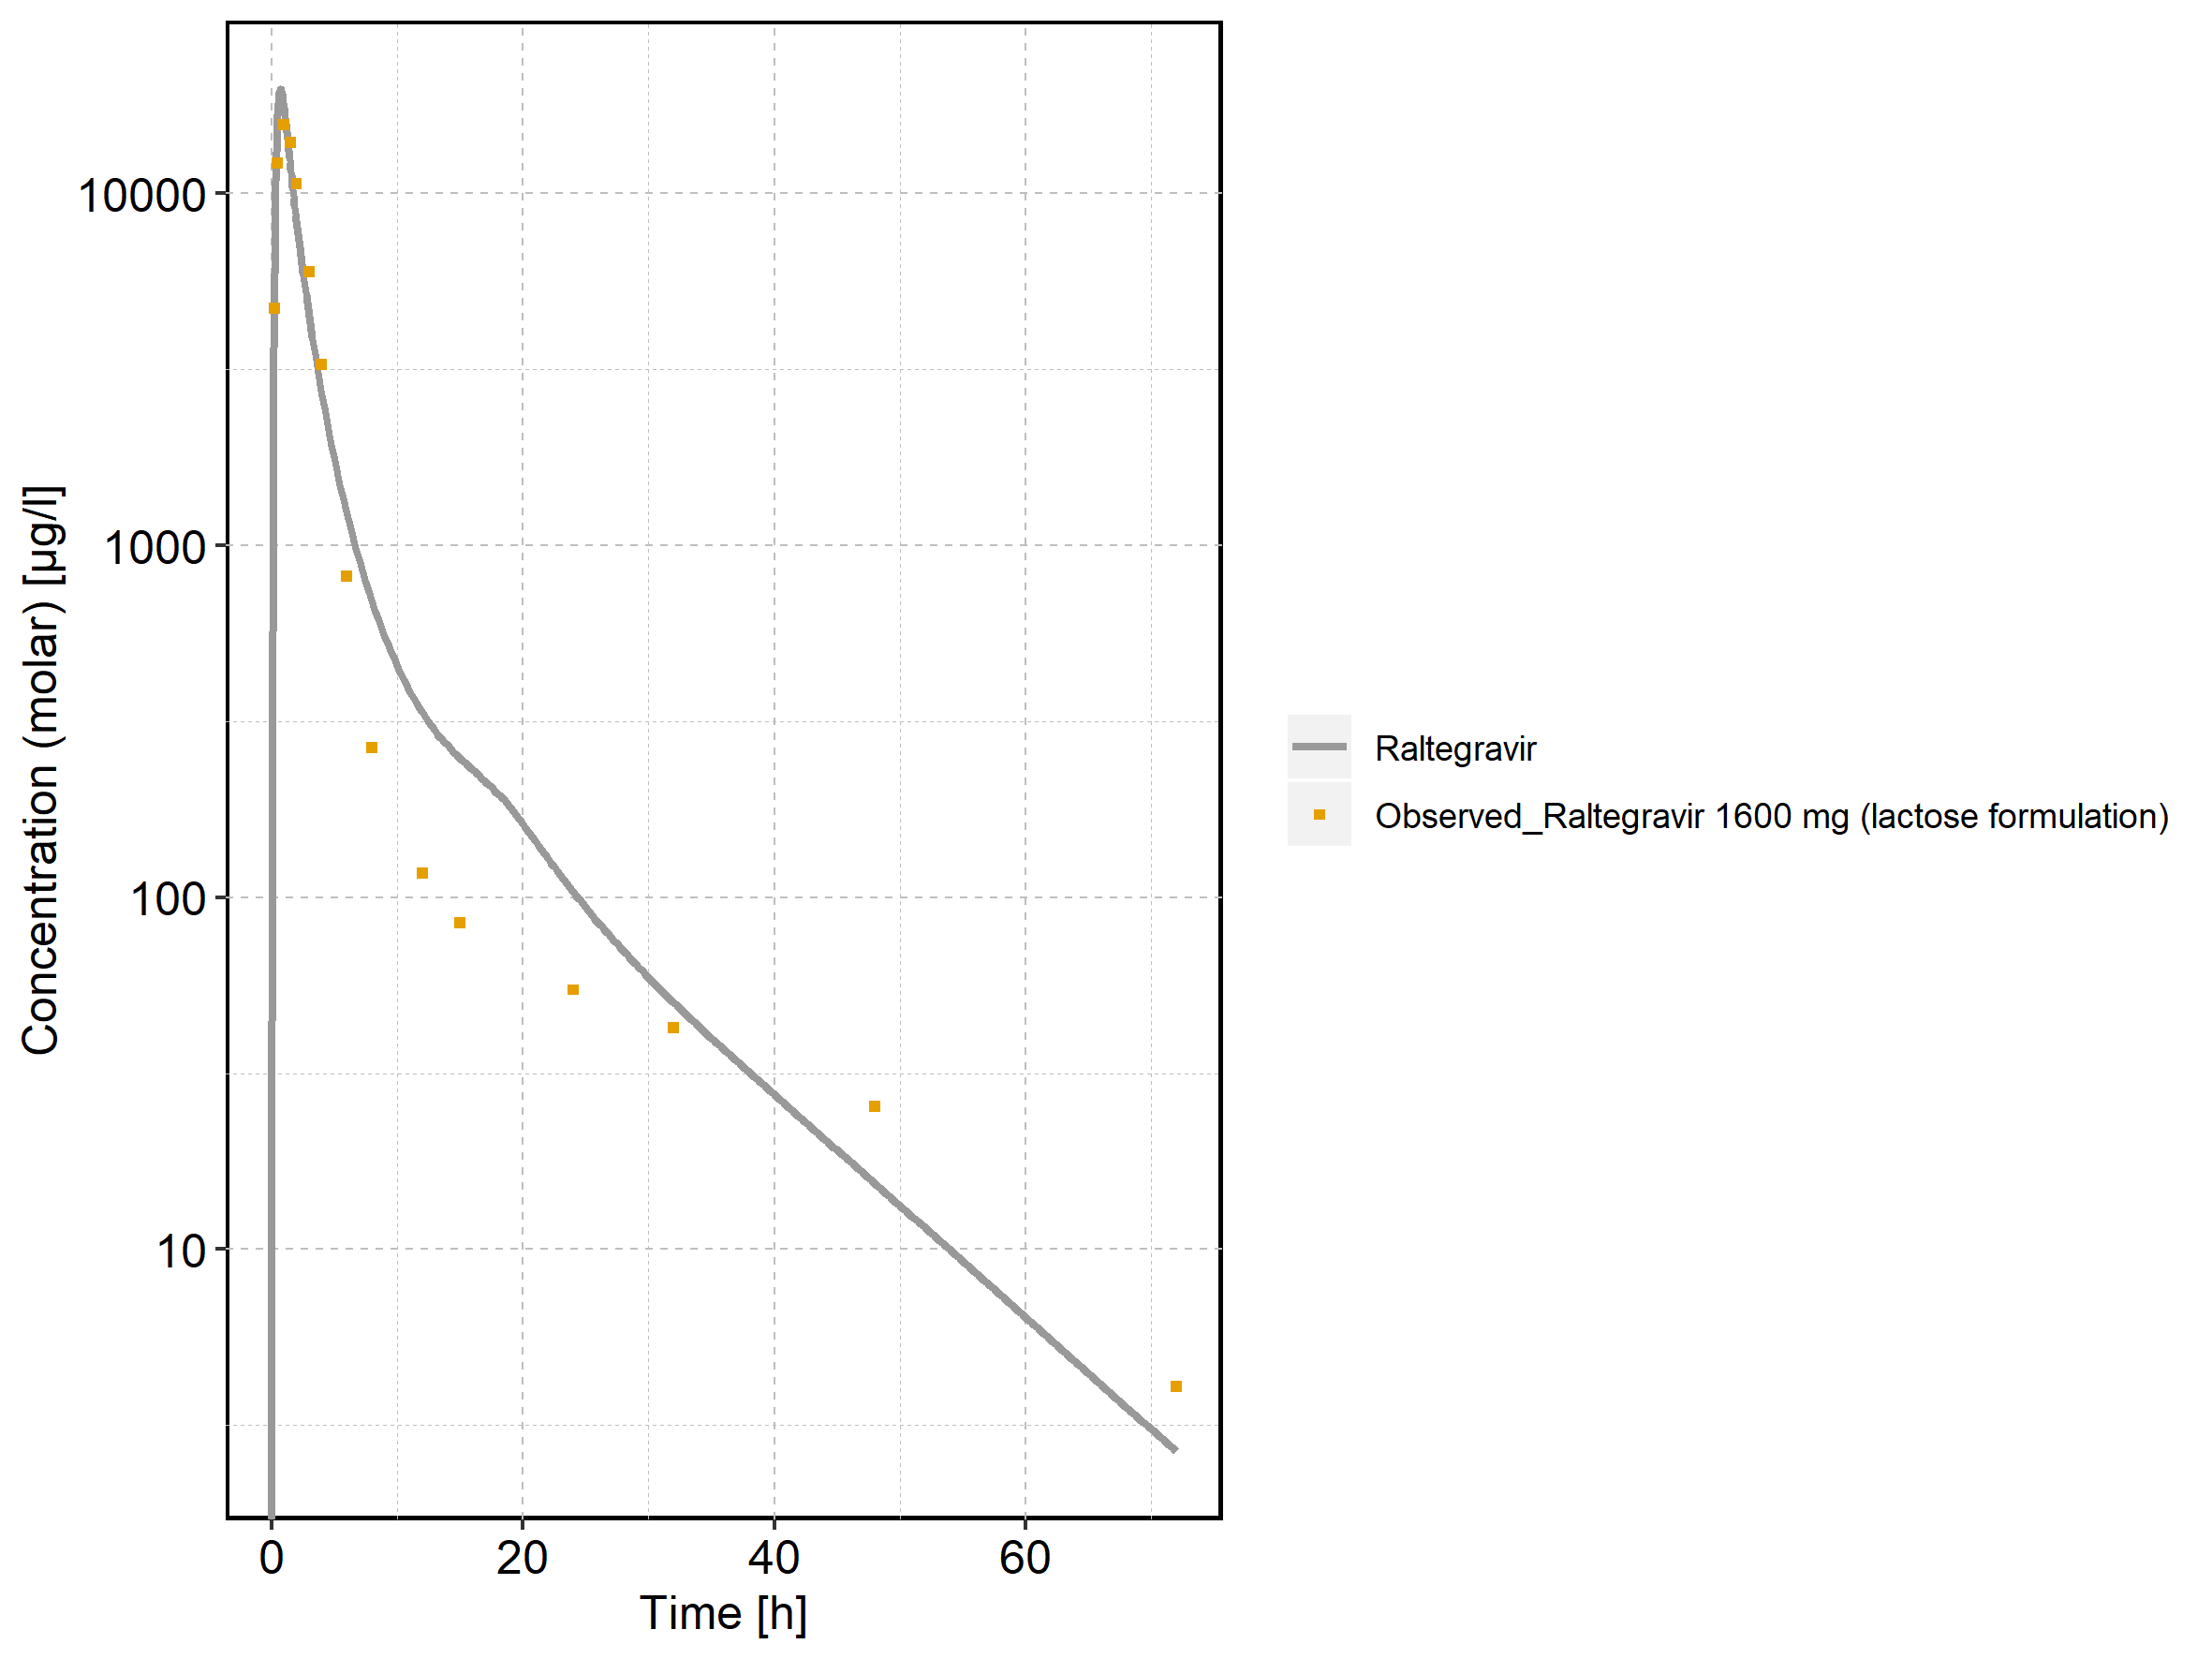 Concentration (molar) [µg/l]
10000
1000
100
10
0 20 40 60
Time [h]
Raltegravir
Observed_Raltegravir 1600 mg (lactose formulation)